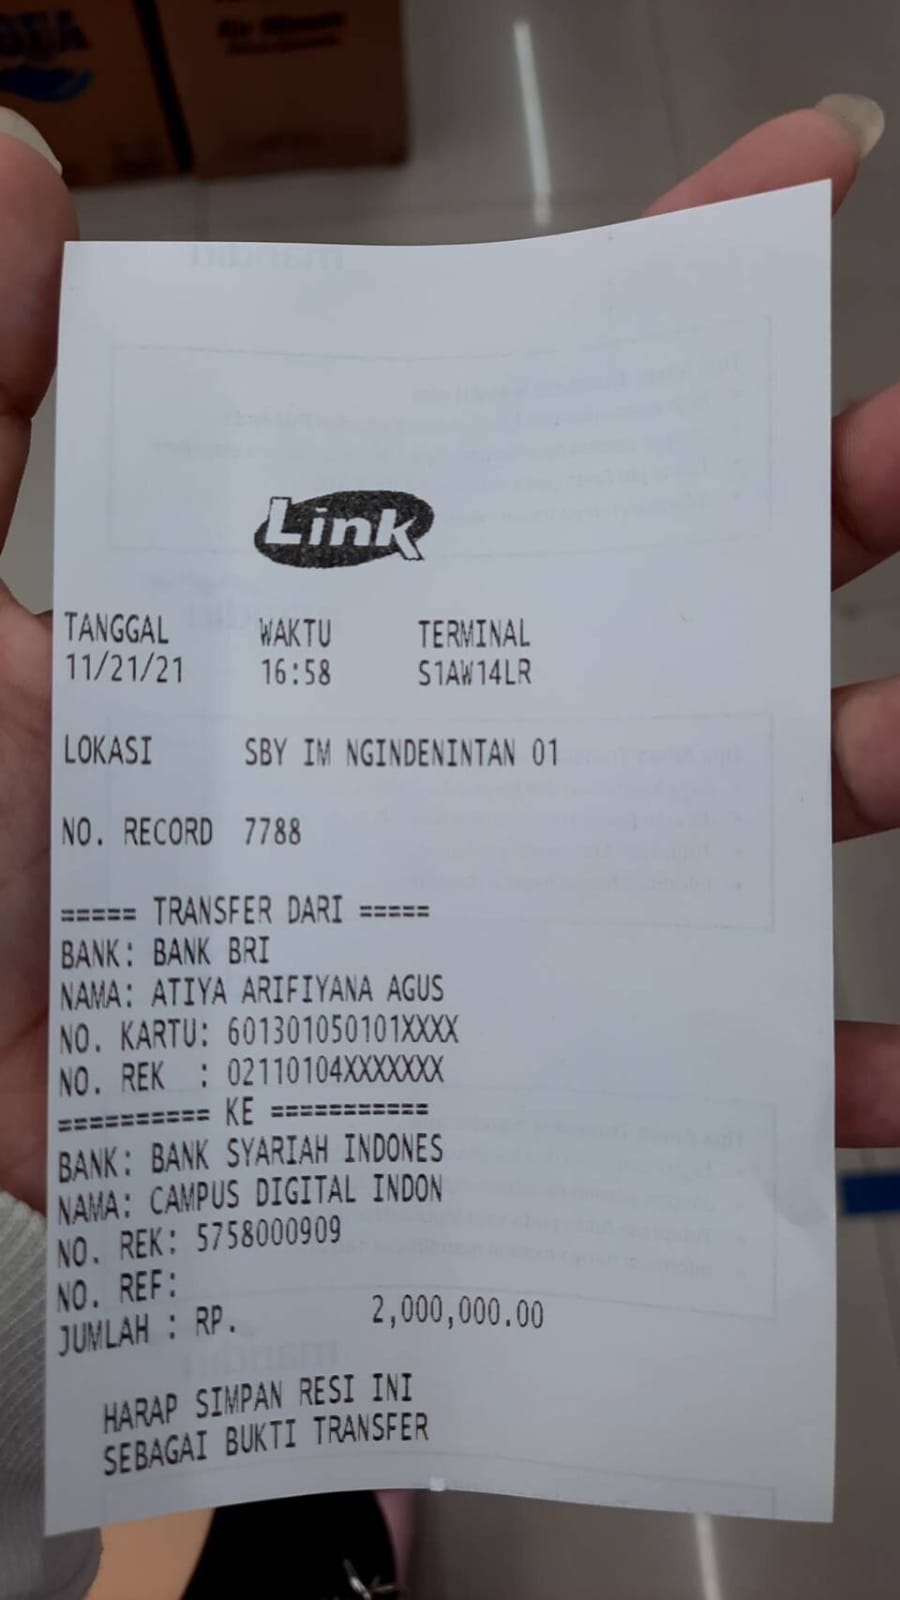 Air Minum
Link
TANGGAL WAKTU TERMINAL
11/21/21 16:58 S1AW14LR
LOKASI SBY IM NGINDENINTAN 01
NO. RECORD 7788
===== TRANSFER DARI =====
BANK: BANK BRI
NAMA: ATIYA ARIFIYANA AGUS
NO. KARTU: 601301050101XXXX
NO. REK : 02110104XXXXXXX
========== KE ===========
BANK: BANK SYARIAH INDONES
NAMA: CAMPUS DIGITAL INDON
NO. REK: 5758000909
NO. REF:
JUMLAH : RP. 2,000,000.00
HARAP SIMPAN RESI INI
SEBAGAI BUKTI TRANSFER